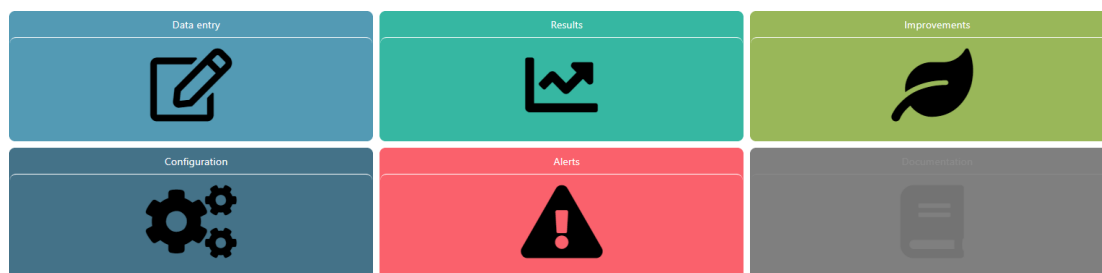 Data entry
Results
Improvements
Configuration
Alerts
Documentation